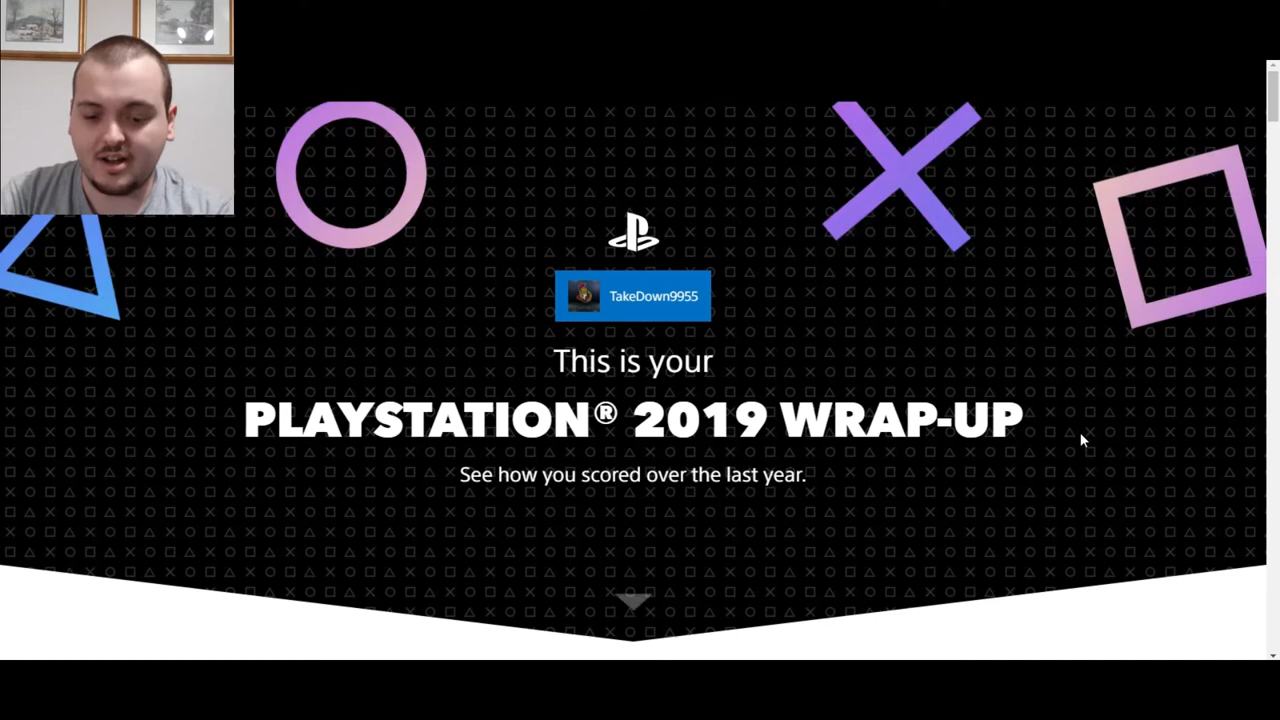 TakeDown9955
This is your
PLAYSTATION® 2019 WRAP-UP
See how you scored over the last year.